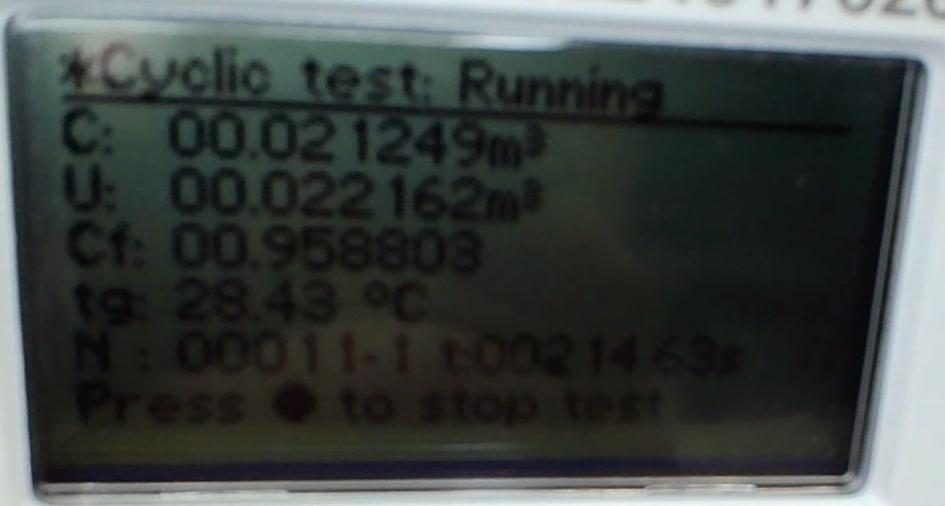 *Cyclic test: Running
C: 00.021249m³
U: 00.022162m³
Cf: 00.958803
tg: 28.43 °C
N : 00011-1 t:00214.63s
Press ● to stop test